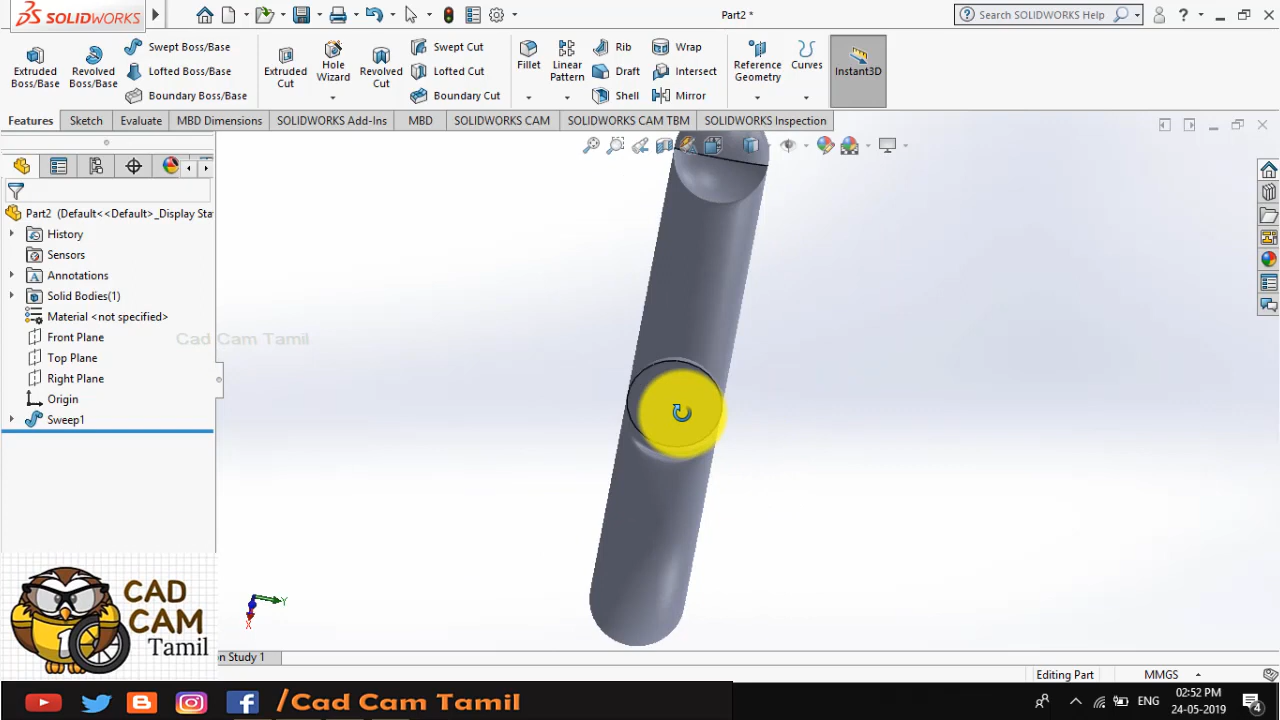 SOLIDWORKS
Part2 *
Search SOLIDWORKS Help
Extruded Boss/Base
Revolved Boss/Base
Swept Boss/Base
Lofted Boss/Base
Boundary Boss/Base
Extruded Cut
Hole Wizard
Revolved Cut
Swept Cut
Lofted Cut
Boundary Cut
Fillet
Linear Pattern
Rib
Draft
Shell
Wrap
Intersect
Mirror
Reference Geometry
Curves
Instant3D
Features
Sketch
Evaluate
MBD Dimensions
SOLIDWORKS Add-Ins
MBD
SOLIDWORKS CAM
SOLIDWORKS CAM TBM
SOLIDWORKS Inspection
Part2 (Default<<Default>_Display Sta
History
Sensors
Annotations
Solid Bodies(1)
Material <not specified>
Front Plane
Cad Cam Tamil
Top Plane
Right Plane
Origin
Sweep1
Y
X
CAD
CAM
Tamil
n Study 1
Editing Part
MMGS
/Cad Cam Tamil
ENG
02:52 PM
24-05-2019
4